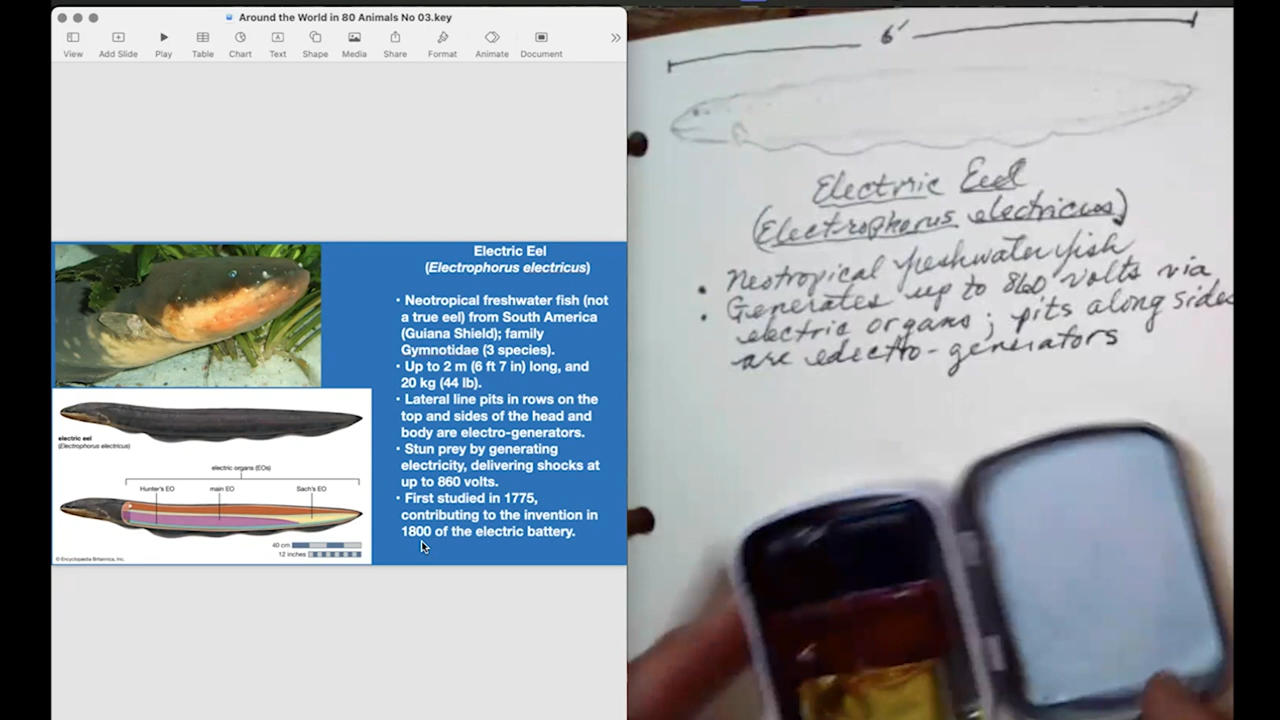 Around the World in 80 Animals No 03.key
View Add Slide Play Table Chart Text Shape Media Share Format Animate Document
Electric Eel
(Electrophorus electricus)
• Neotropical freshwater fish (not
a true eel) from South America
(Guiana Shield); family
Gymnotidae (3 species).
• Up to 2 m (6 ft 7 in) long, and
20 kg (44 lb).
• Lateral line pits in rows on the
top and sides of the head and
body are electro-generators.
• Stun prey by generating
electricity, delivering shocks at
up to 860 volts.
• First studied in 1775,
contributing to the invention in
1800 of the electric battery.
electric eel
(Electrophorus electricus)
electric organs (EOs)
Hunter's EO main EO Sach's EO
40 cm
12 inches
© Encyclopædia Britannica, Inc.
6'
Electric Eel
(Electrophorus electricus)
• Neotropical freshwater fish
• Generates up to 860 volts via
electric organs; pits along sides
are electro-generators